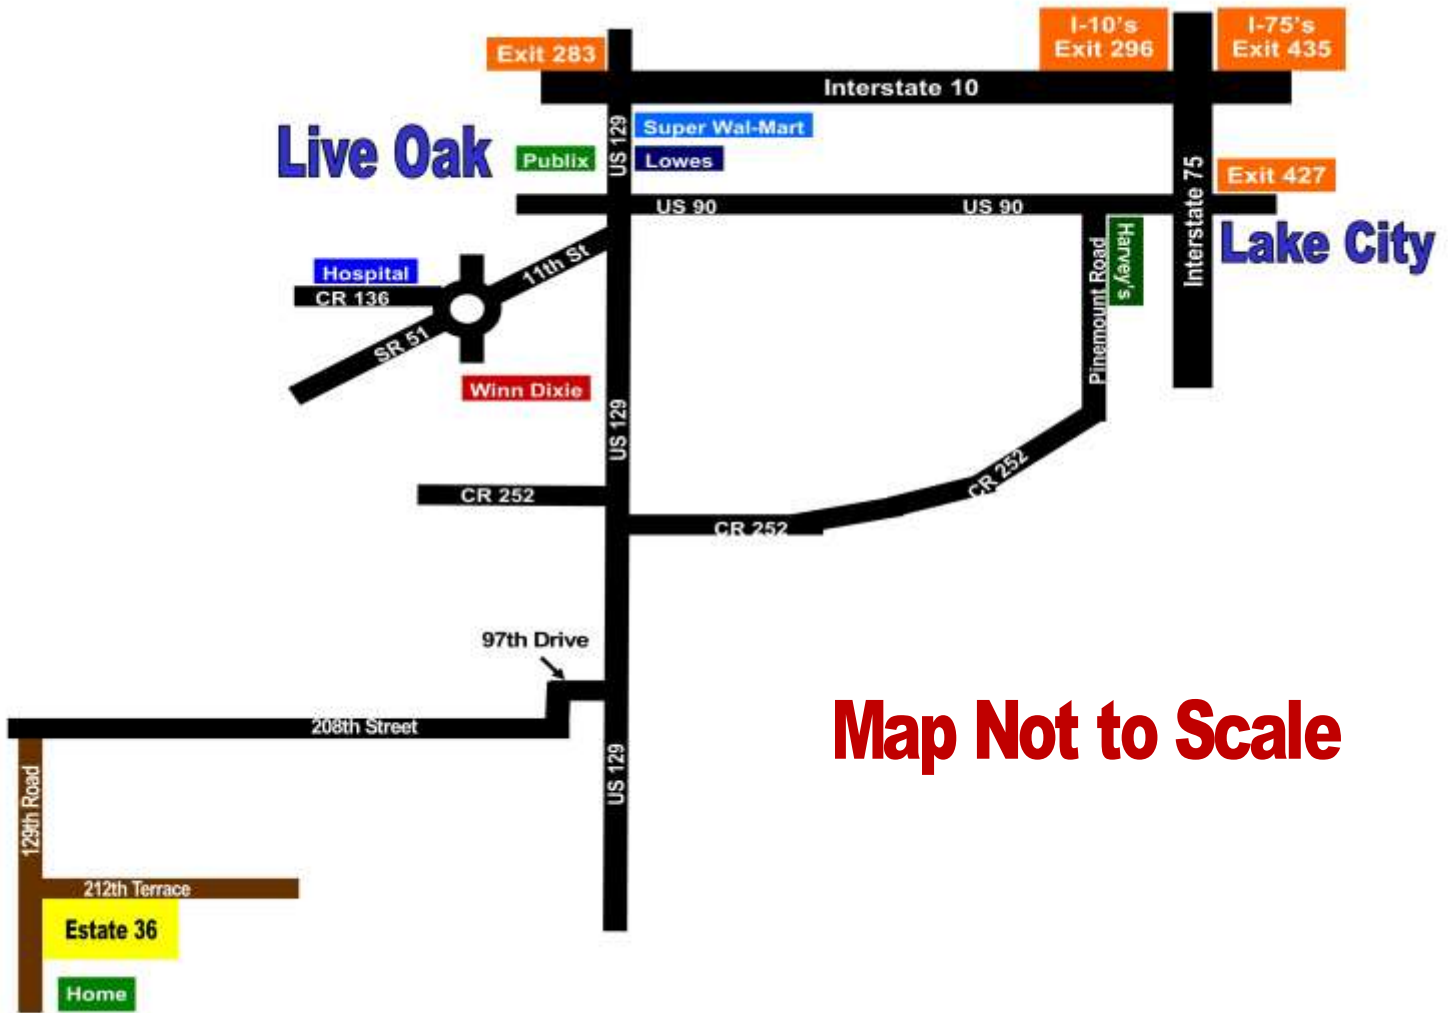 I-10's
Exit 296
I-75's
Exit 435
Exit 283
Interstate 10
US 129
Super Wal-Mart
Live Oak
Publix
Lowes
Interstate 75
Exit 427
US 90
US 90
Lake City
Harvey's
Pinemount Road
11th St
Hospital
CR 136
SR 51
Winn Dixie
US 129
CR 252
CR 252
CR 252
97th Drive
208th Street
Map Not to Scale
US 129
129th Road
212th Terrace
Estate 36
Home